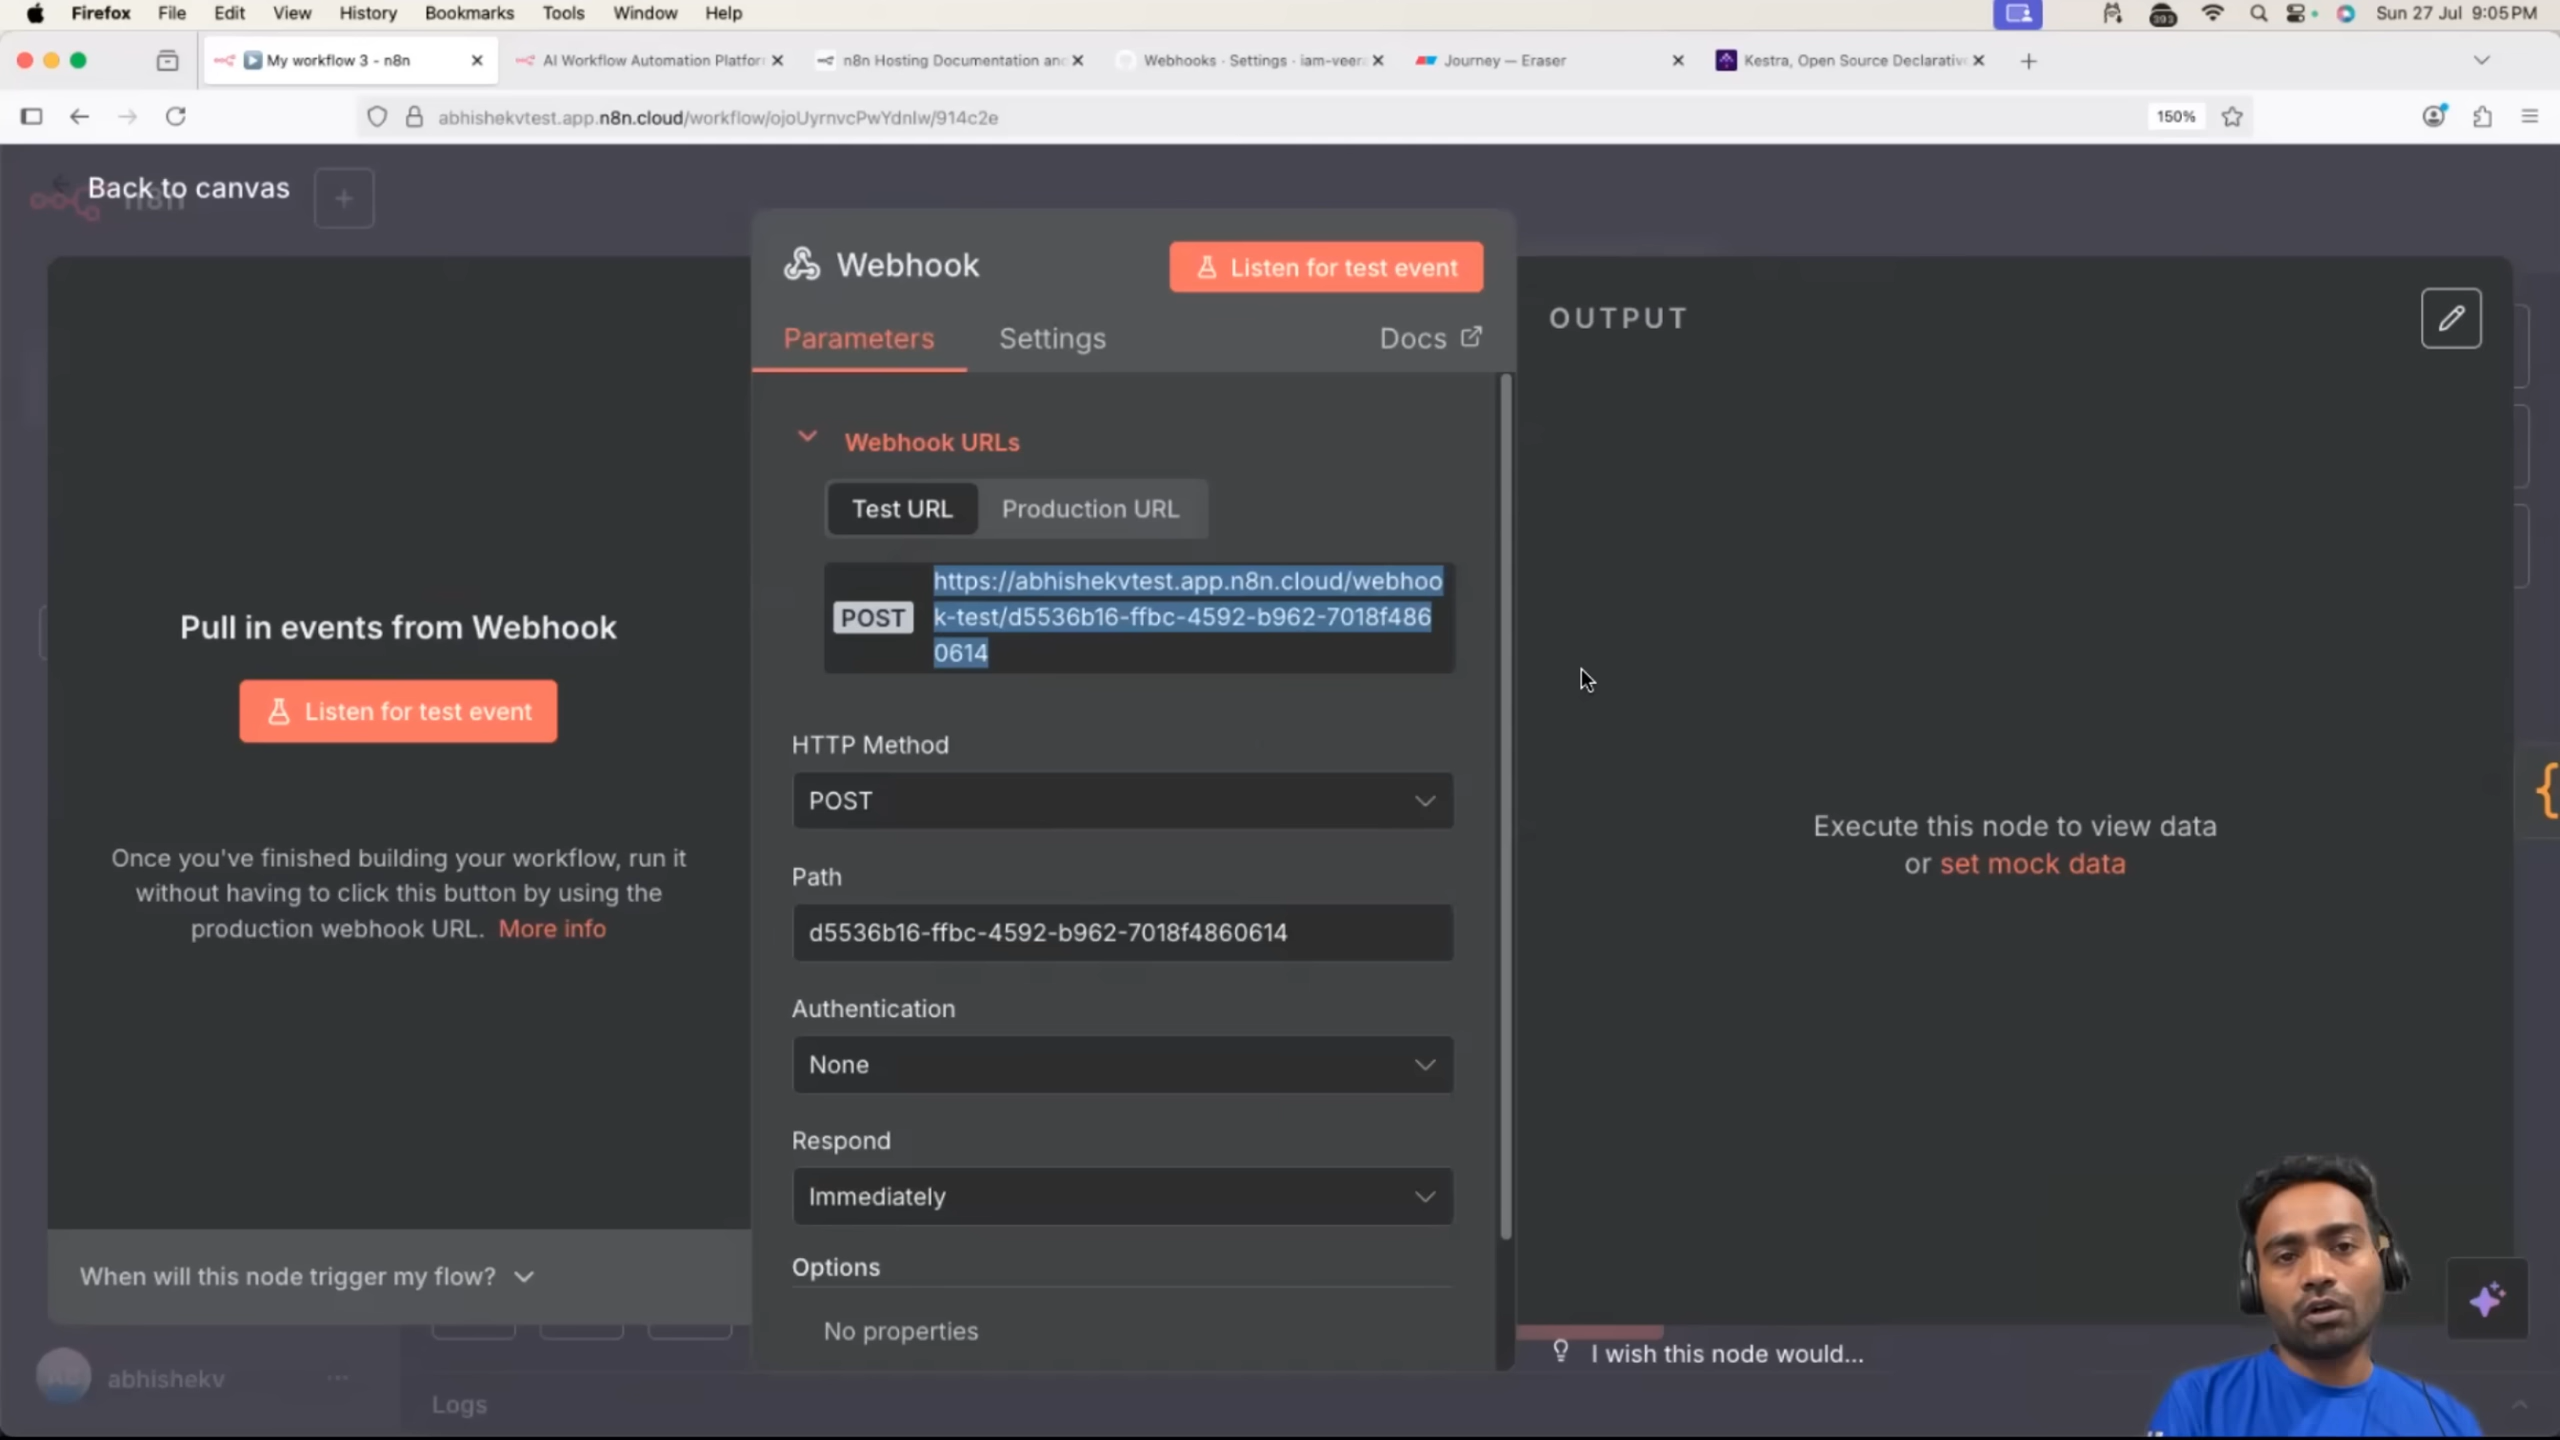 Firefox File Edit View History Bookmarks Tools Window Help
393
Sun 27 Jul 9:05 PM
My workflow 3 - n8n
AI Workflow Automation Platfor
n8n Hosting Documentation an
Webhooks · Settings · iam-veer
Journey — Eraser
Kestra, Open Source Declarativ
abhishekvtest.app.n8n.cloud/workflow/ojoUyrnvcPwYdnlw/914c2e
150%
Back to canvas
n8n
Webhook
Listen for test event
Parameters
Settings
Docs
OUTPUT
Webhook URLs
Test URL
Production URL
POST
https://abhishekvtest.app.n8n.cloud/webhoo
k-test/d5536b16-ffbc-4592-b962-7018f486
0614
Pull in events from Webhook
Listen for test event
Once you've finished building your workflow, run it
without having to click this button by using the
production webhook URL. More info
HTTP Method
POST
Path
d5536b16-ffbc-4592-b962-7018f4860614
Authentication
None
Respond
Immediately
Options
No properties
Execute this node to view data
or set mock data
When will this node trigger my flow?
I wish this node would...
abhishekv
Logs